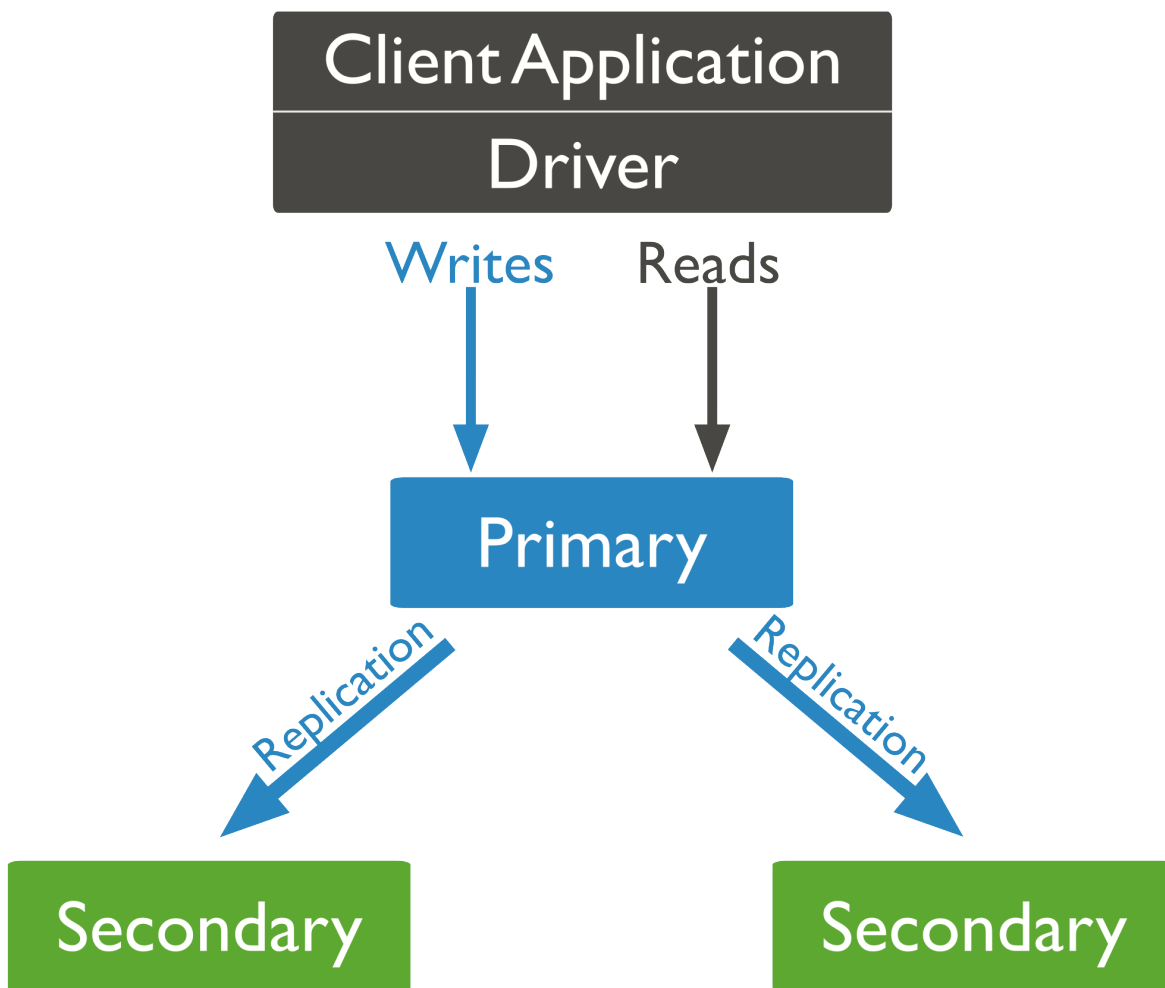 Client Application
Driver
Writes
Reads
Primary
Replication
Replication
Secondary
Secondary